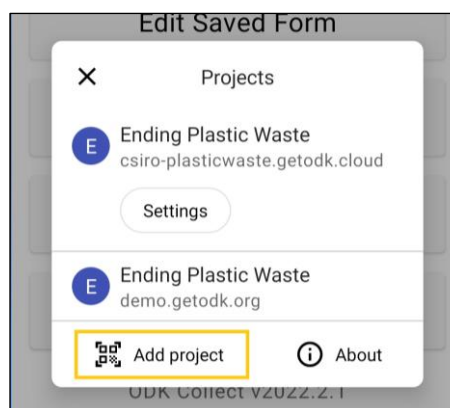 Edit Saved Form
Projects
E
Ending Plastic Waste
csiro-plasticwaste.getodk.cloud
Settings
E
Ending Plastic Waste
demo.getodk.org
Add project
About
ODK Collect v2022.2.1